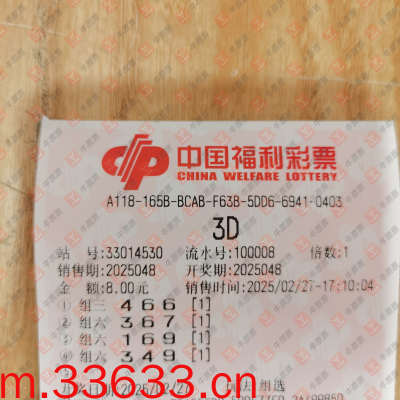 中国福利彩票
CHINA WELFARE LOTTERY
A118-165B-BCAB-F63B-5DD6-6941-0403
3D
站 号:33014530 流水号:100008 倍数:1
销售期:2025048 开奖期:2025048
金 额:8.00元 销售时间:2025/02/27-17:10:04
① 组三 4 6 6 [1]
② 组六 3 6 7 [1]
③ 组六 1 6 9 [1]
④ 组六 3 4 9 [1]
m.33633.cn